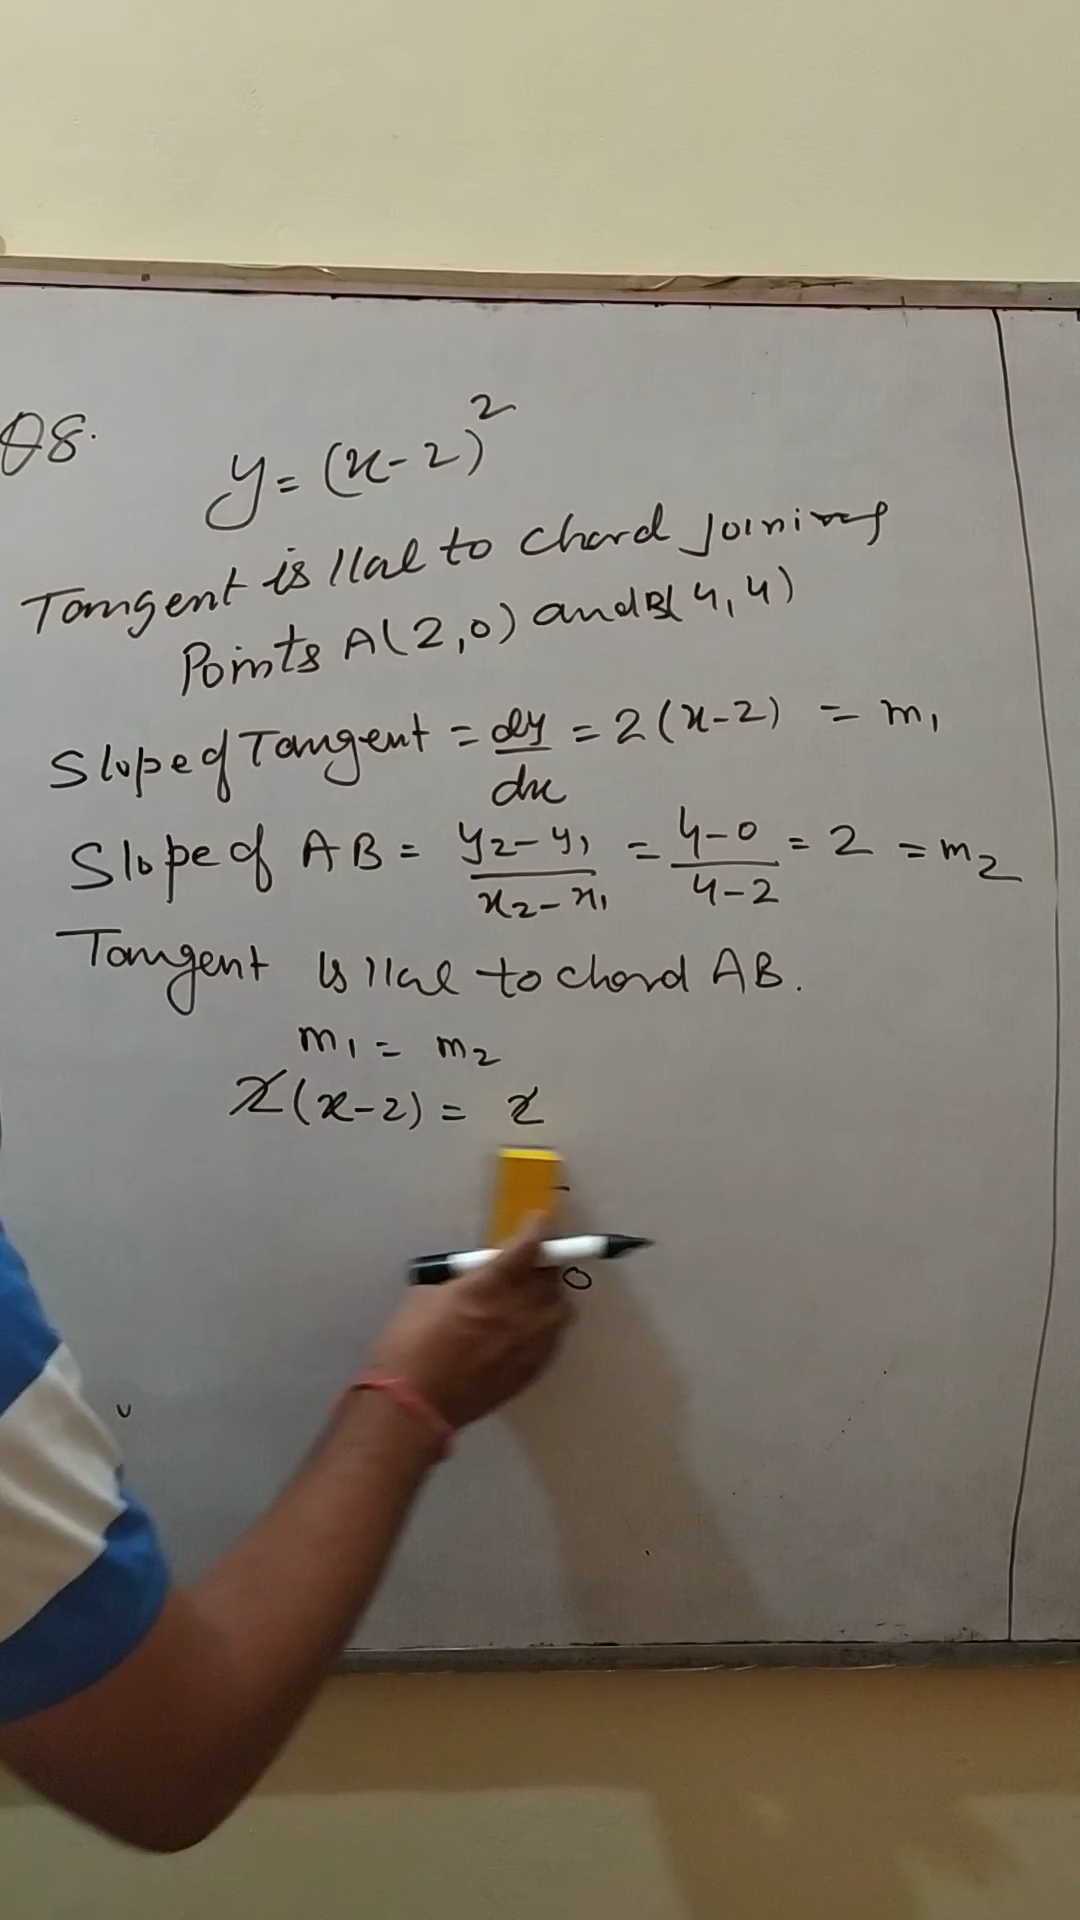 Q8.
y = (x-2)²
Tangent is llal to chord joining
Points A(2,0) and B(4,4)
Slope of Tangent = dy/dx = 2(x-2) = m₁
Slope of AB = y₂-y₁/x₂-x₁ = 4-0/4-2 = 2 = m₂
Tangent is llal to chord AB.
m₁ = m₂
2(x-2) = 2